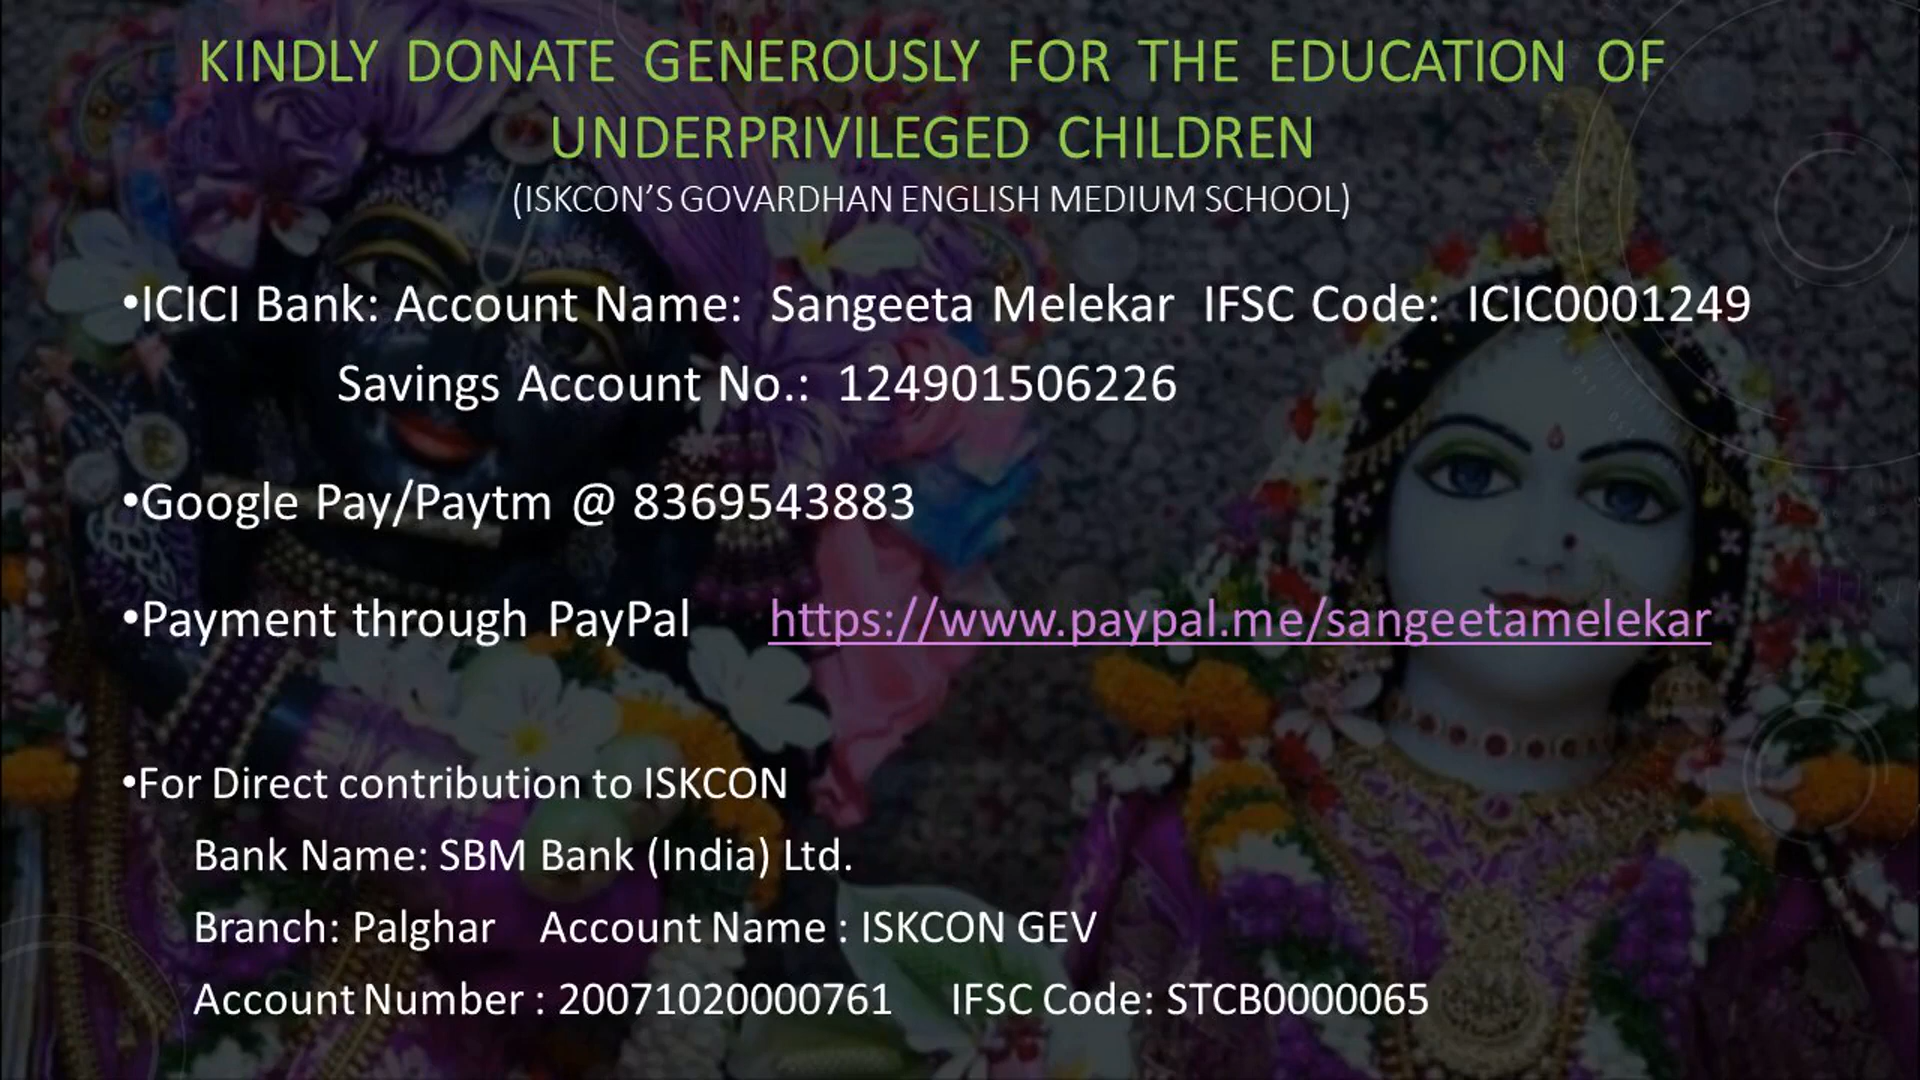 KINDLY DONATE GENEROUSLY FOR THE EDUCATION OF
UNDERPRIVILEGED CHILDREN
(ISKCON’S GOVARDHAN ENGLISH MEDIUM SCHOOL)
•ICICI Bank: Account Name: Sangeeta Melekar IFSC Code: ICIC0001249
Savings Account No.: 124901506226
•Google Pay/Paytm @ 8369543883
•Payment through PayPal https://www.paypal.me/sangeetamelekar
•For Direct contribution to ISKCON
Bank Name: SBM Bank (India) Ltd.
Branch: Palghar Account Name : ISKCON GEV
Account Number : 20071020000761 IFSC Code: STCB0000065